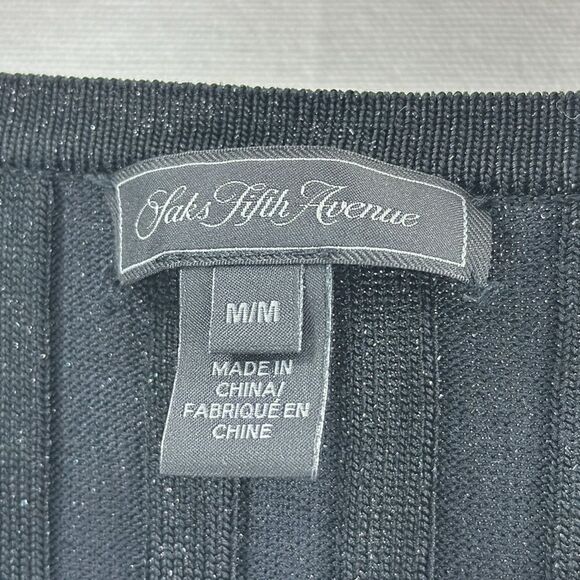 Saks Fifth Avenue
M/M
MADE IN
CHINA/
FABRIQUÉ EN
CHINE